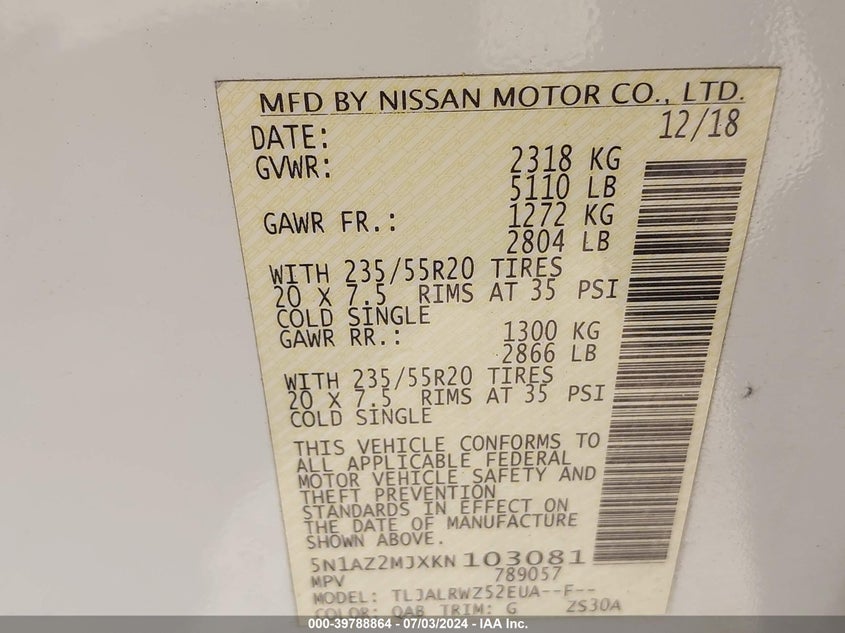 MFD BY NISSAN MOTOR CO., LTD.
DATE: 12/18
GVWR: 2318 KG
5110 LB
GAWR FR.: 1272 KG
2804 LB
WITH 235/55R20 TIRES
20 X 7.5 RIMS AT 35 PSI
COLD SINGLE
GAWR RR.: 1300 KG
2866 LB
WITH 235/55R20 TIRES
20 X 7.5 RIMS AT 35 PSI
COLD SINGLE
THIS VEHICLE CONFORMS TO
ALL APPLICABLE FEDERAL
MOTOR VEHICLE SAFETY AND
THEFT PREVENTION
STANDARDS IN EFFECT ON
THE DATE OF MANUFACTURE
SHOWN ABOVE.
5N1AZ2MJXKN103081
MPV 789057
MODEL: TLJALRWZ52EUA--F--
COLOR: QAB TRIM: G ZS30A
000-39788864 - 07/03/2024 - IAA Inc.